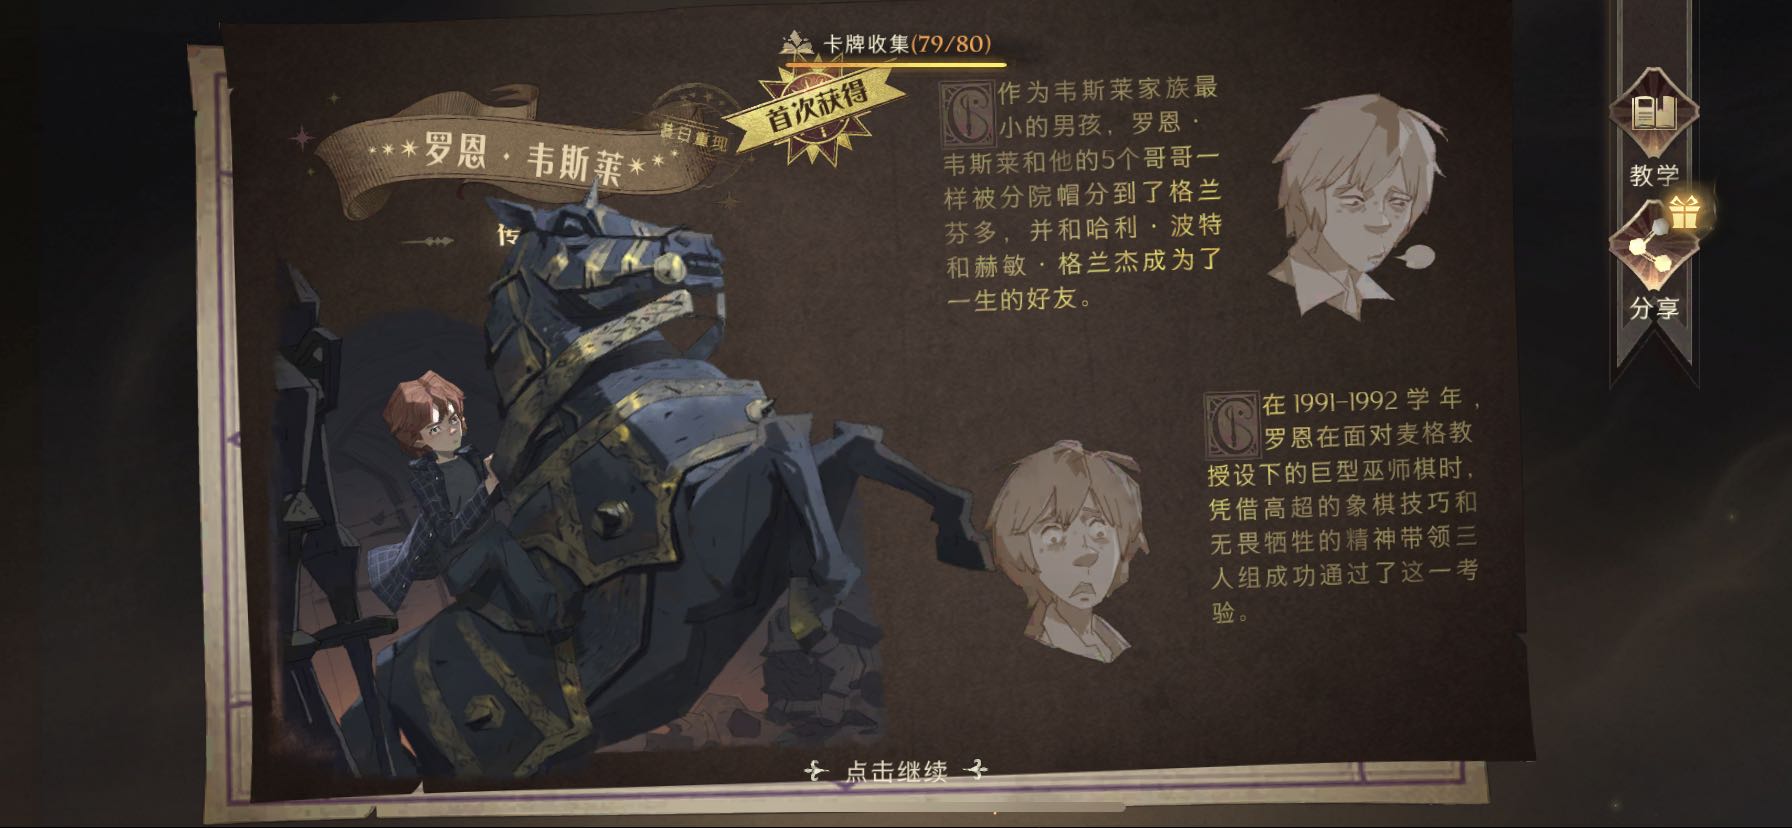 卡牌收集(79/80)
首次获得
昔日重现
罗恩·韦斯莱
传
作为韦斯莱家族最
小的男孩，罗恩·
韦斯莱和他的5个哥哥一
样被分院帽分到了格兰
芬多，并和哈利·波特
和赫敏·格兰杰成为了
一生的好友。
在1991-1992学年，
罗恩在面对麦格教
授设下的巨型巫师棋时，
凭借高超的象棋技巧和
无畏牺牲的精神带领三
人组成功通过了这一考
验。
教学
分享
点击继续